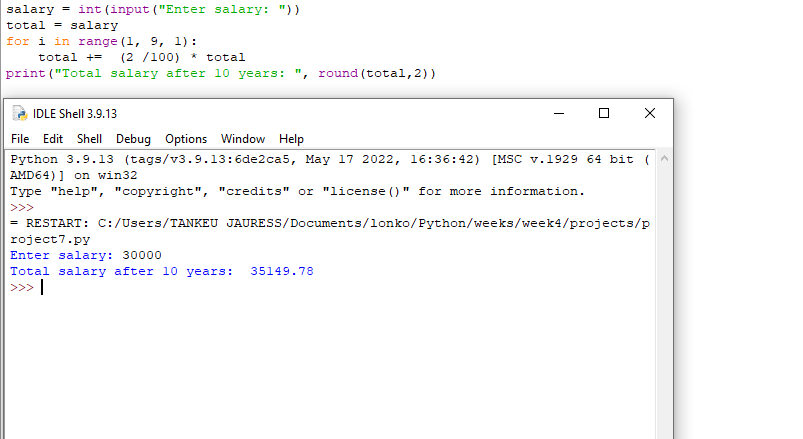 salary = int(input("Enter salary: "))
total = salary
for i in range(1, 9, 1):
    total +=  (2 /100) * total
print("Total salary after 10 years: ", round(total,2))
IDLE Shell 3.9.13
File Edit Shell Debug Options Window Help
Python 3.9.13 (tags/v3.9.13:6de2ca5, May 17 2022, 16:36:42) [MSC v.1929 64 bit (
AMD64)] on win32
Type "help", "copyright", "credits" or "license()" for more information.
>>>
= RESTART: C:/Users/TANKEU JAURESS/Documents/lonko/Python/weeks/week4/projects/p
roject7.py
Enter salary: 30000
Total salary after 10 years:  35149.78
>>>